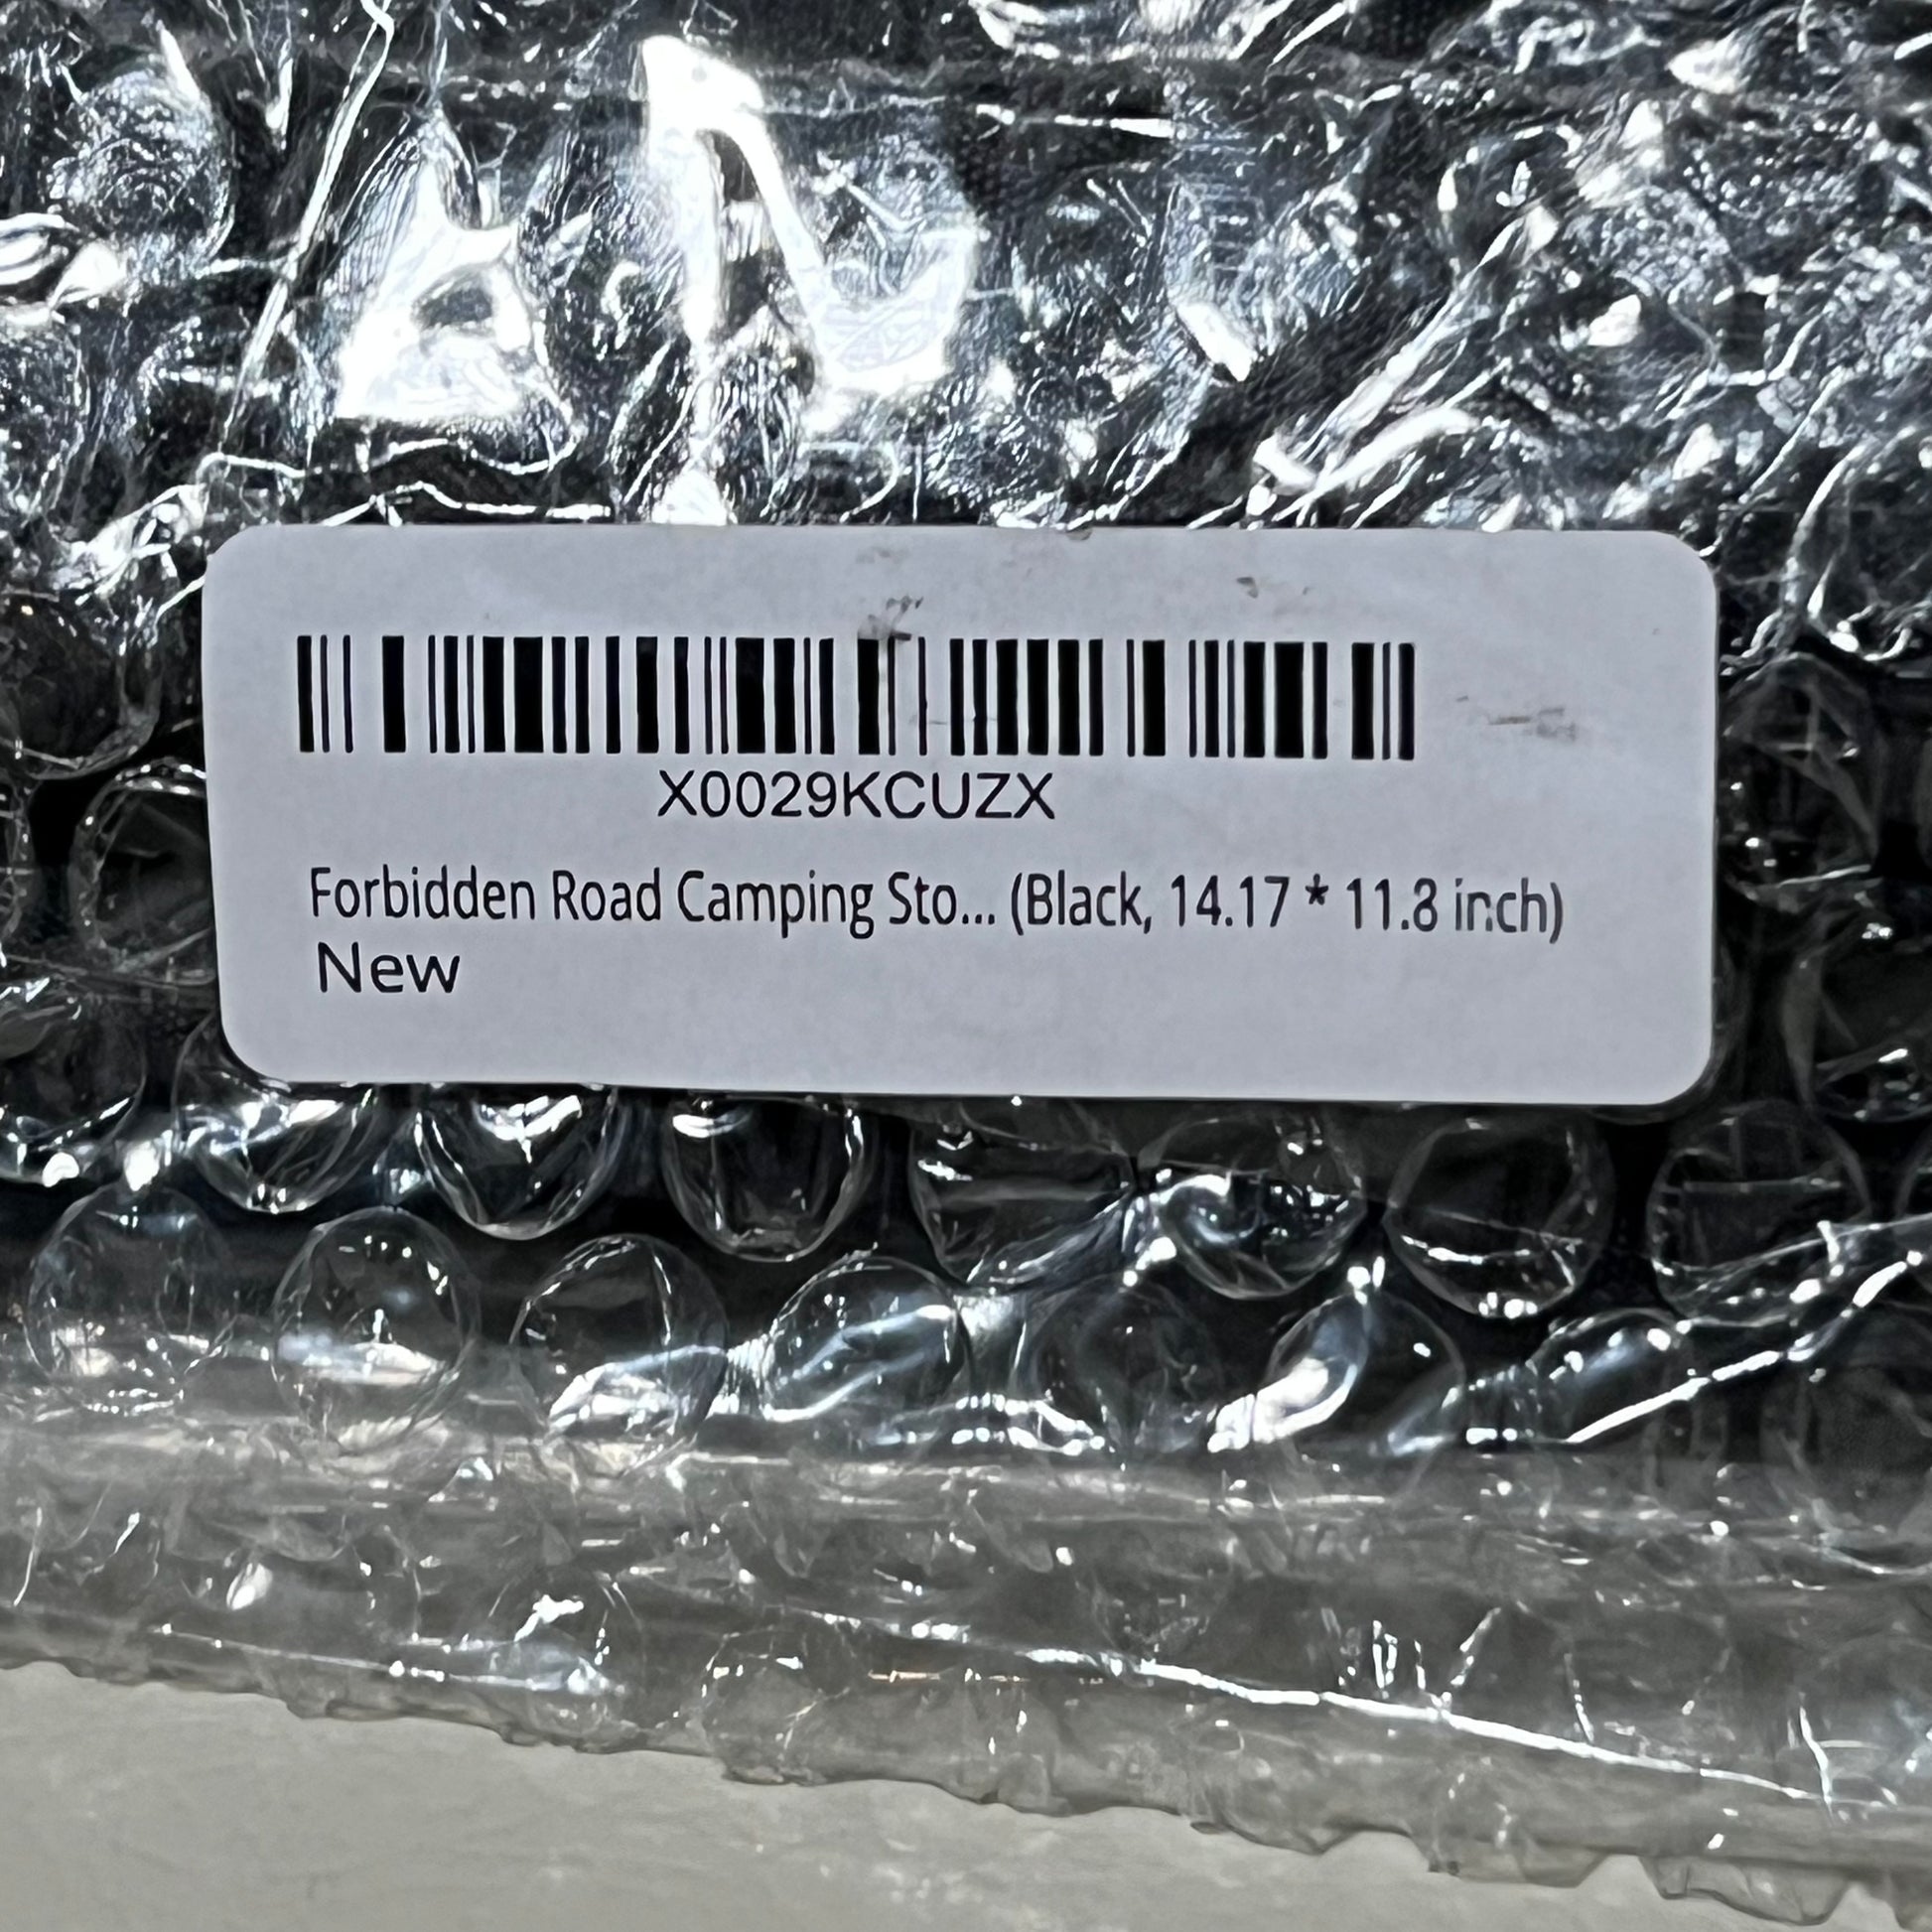 X0029KCUZX
Forbidden Road Camping Sto... (Black, 14.17 * 11.8 inch)
New